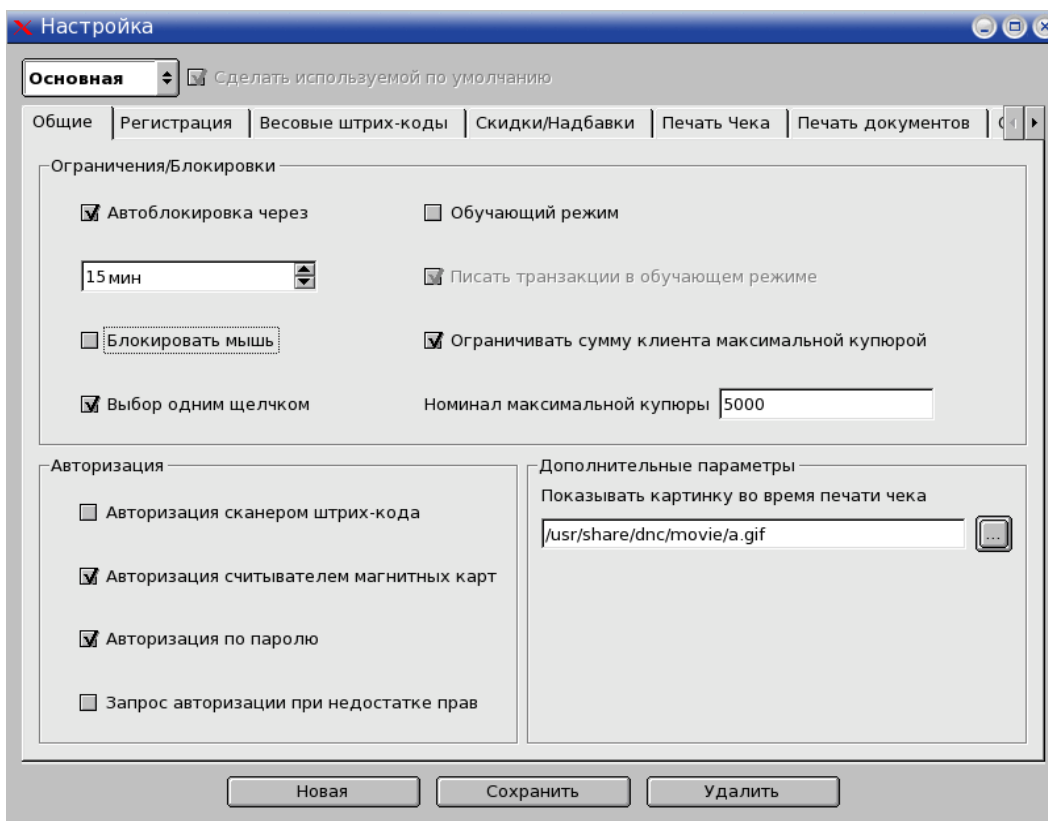 Настройка
Основная Сделать используемой по умолчанию
Общие Регистрация Весовые штрих-коды Скидки/Надбавки Печать Чека Печать документов
Ограничения/Блокировки
Автоблокировка через Обучающий режим
15 мин Писать транзакции в обучающем режиме
Блокировать мышь Ограничивать сумму клиента максимальной купюрой
Выбор одним щелчком Номинал максимальной купюры 5000
Авторизация
Авторизация сканером штрих-кода
Авторизация считывателем магнитных карт
Авторизация по паролю
Запрос авторизации при недостатке прав
Дополнительные параметры
Показывать картинку во время печати чека
/usr/share/dnc/movie/a.gif ...
Новая Сохранить Удалить